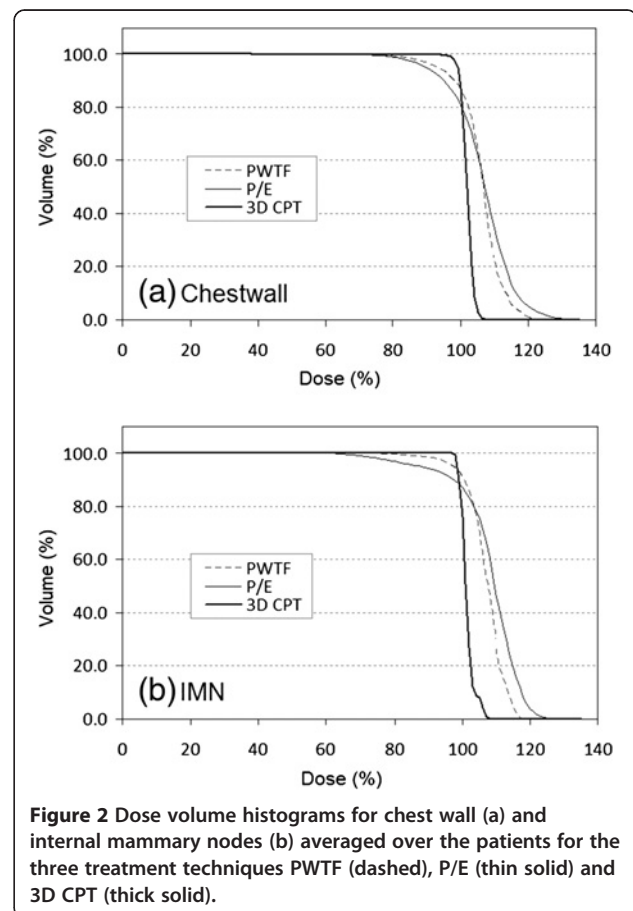 100.0
80.0
60.0
40.0
20.0
0.0
Volume (%)
PWTF
P/E
3D CPT
(a) Chestwall
0 20 40 60 80 100 120 140
Dose (%)
100.0
80.0
60.0
40.0
20.0
0.0
Volume (%)
PWTF
P/E
3D CPT
(b) IMN
0 20 40 60 80 100 120 140
Dose (%)
Figure 2 Dose volume histograms for chest wall (a) and
internal mammary nodes (b) averaged over the patients for the
three treatment techniques PWTF (dashed), P/E (thin solid) and
3D CPT (thick solid).